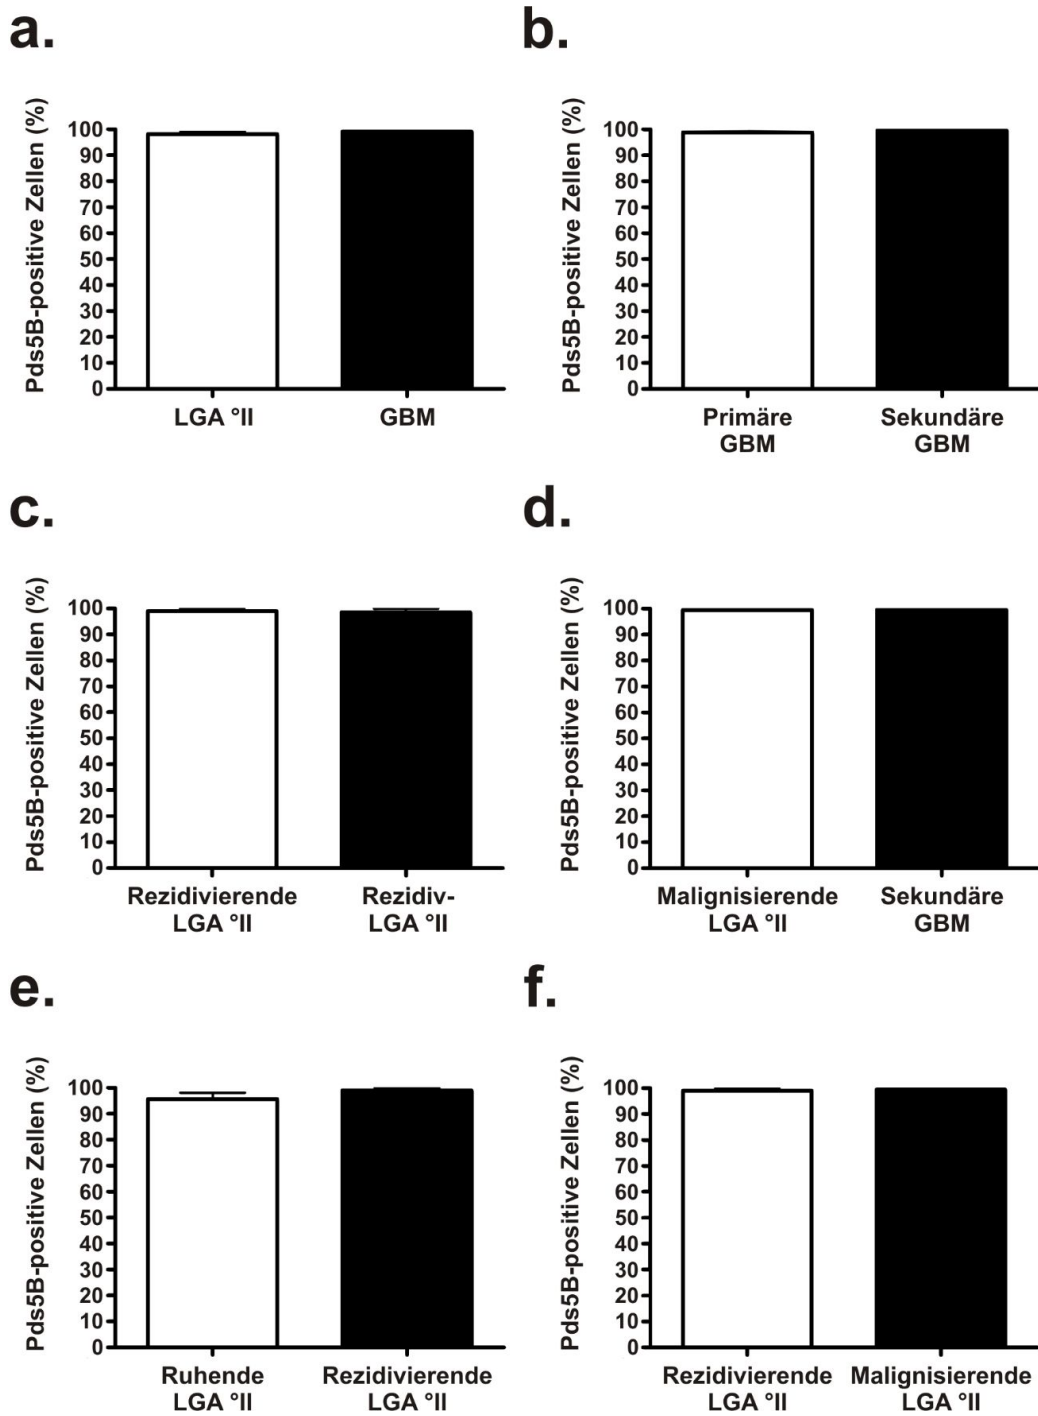 a.
Pds5B-positive Zellen (%)
100
90
80
70
60
50
40
30
20
10
0
LGA °II
GBM
b.
Pds5B-positive Zellen (%)
100
90
80
70
60
50
40
30
20
10
0
Primäre
GBM
Sekundäre
GBM
c.
Pds5B-positive Zellen (%)
100
90
80
70
60
50
40
30
20
10
0
Rezidivierende
LGA °II
Rezidiv-
LGA °II
d.
Pds5B-positive Zellen (%)
100
90
80
70
60
50
40
30
20
10
0
Malignisierende
LGA °II
Sekundäre
GBM
e.
Pds5B-positive Zellen (%)
100
90
80
70
60
50
40
30
20
10
0
Ruhende
LGA °II
Rezidivierende
LGA °II
f.
Pds5B-positive Zellen (%)
100
90
80
70
60
50
40
30
20
10
0
Rezidivierende
LGA °II
Malignisierende
LGA °II